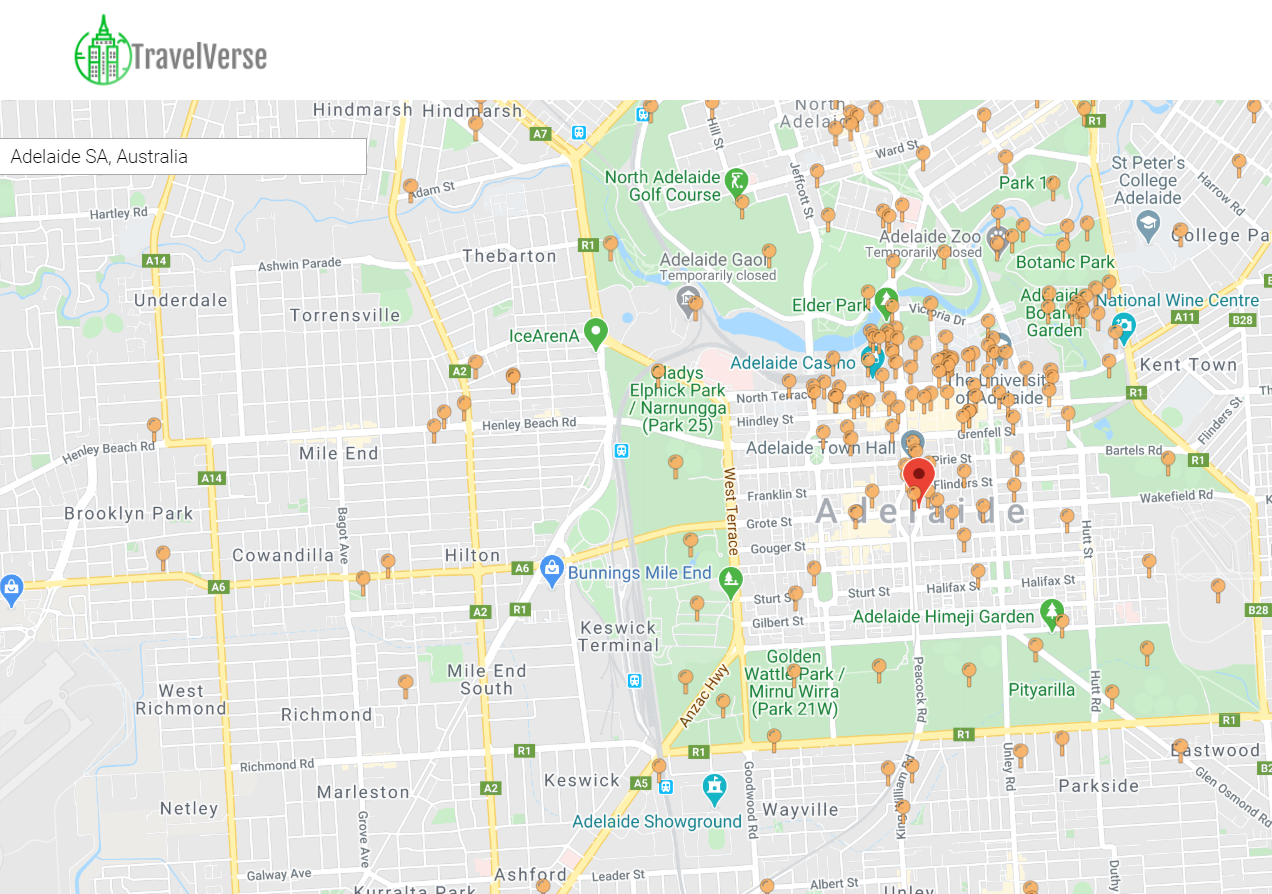 TravelVerse
Adelaide SA, Australia
Hindmarsh
Hindmarsh
North
Adelaide
A7
R1
Hill St
Ward St
Jeffcott St
St Peter's
College
Adelaide
Harrow Rd
College Pa
North Adelaide
Golf Course
Park 1
Adam St
Hartley Rd
A14
Ashwin Parade
Thebarton
R1
Adelaide Gaol
Temporarily closed
Adelaide Zoo
Temporarily closed
Botanic Park
Underdale
Torrensville
IceArenA
Elder Park
Victoria Dr
Adelaide
Botanic
Garden
National Wine Centre
A11
B28
Kent Town
A2
Gladys
Elphick Park
/ Narnungga
(Park 25)
Adelaide Casino
The University
of Adelaide
North Terrace
R1
Hindley St
Flinders St
Henley Beach Rd
Henley Beach Rd
Mile End
Adelaide Town Hall
Grenfell St
Pirie St
Bartels Rd
R1
A14
Franklin St
Flinders St
Wakefield Rd
West Terrace
Adelaide
Brooklyn Park
Bagot Ave
Grote St
Gouger St
Hutt St
Cowandilla
Hilton
A6
Bunnings Mile End
A6
Sturt St
Sturt St
Halifax St
Halifax St
A2
R1
Gilbert St
Adelaide Himeji Garden
B28
Keswick
Terminal
Mile End
South
Golden
Wattle Park /
Mirnu Wirra
(Park 21W)
Peacock Rd
Pityarilla
Hutt Rd
West
Richmond
Richmond
Anzac Hwy
R1
R1
R1
R1
Eastwood
Richmond Rd
Keswick
A5
Goodwood Rd
Unley Rd
Parkside
Glen Osmond Rd
A2
Marleston
Netley
Grove Ave
Wayville
King William Rd
Adelaide Showground
Galway Ave
Ashford
Leader St
Albert St
Duthy
Kurralta Park
Unley